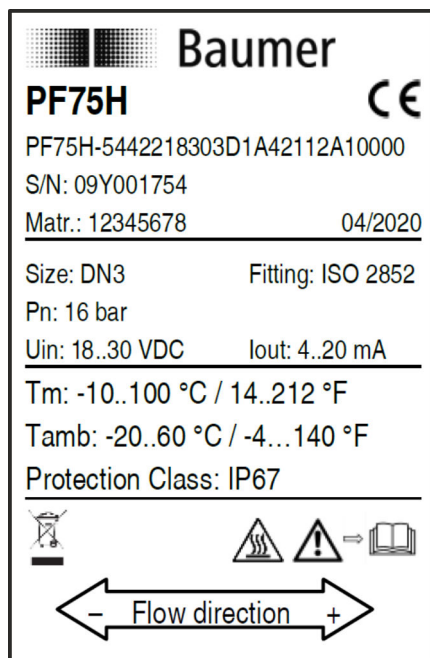 Baumer
PF75H CE
PF75H-5442218303D1A42112A10000
S/N: 09Y001754
Matr.: 12345678 04/2020
Size: DN3 Fitting: ISO 2852
Pn: 16 bar
Uin: 18..30 VDC Iout: 4..20 mA
Tm: -10..100 °C / 14..212 °F
Tamb: -20..60 °C / -4…140 °F
Protection Class: IP67
– Flow direction +